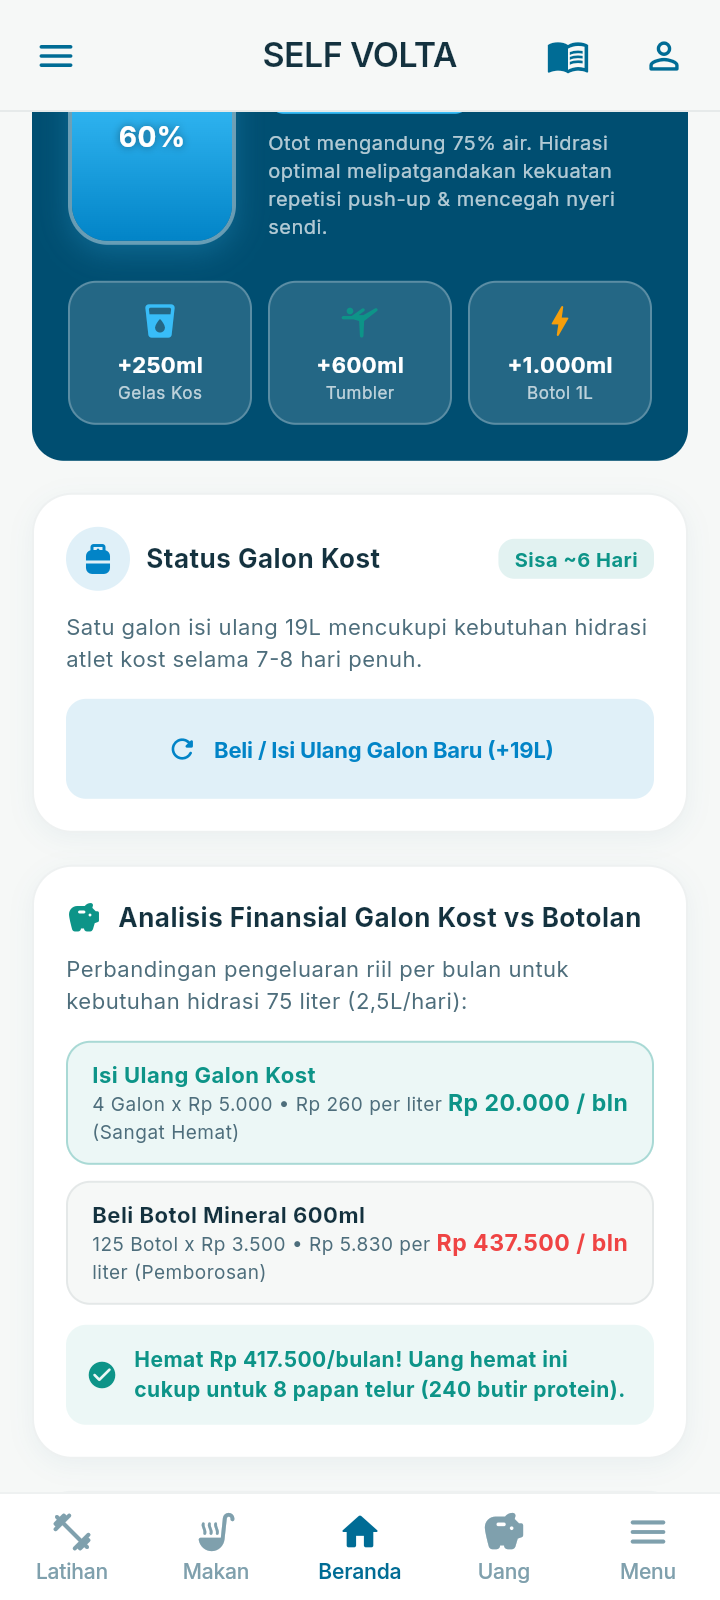 SELF VOLTA
60%
Otot mengandung 75% air. Hidrasi
optimal melipatgandakan kekuatan
repetisi push-up & mencegah nyeri
sendi.
+250ml
Gelas Kos
+600ml
Tumbler
+1.000ml
Botol 1L
Status Galon Kost
Sisa ~6 Hari
Satu galon isi ulang 19L mencukupi kebutuhan hidrasi
atlet kost selama 7-8 hari penuh.
Beli / Isi Ulang Galon Baru (+19L)
Analisis Finansial Galon Kost vs Botolan
Perbandingan pengeluaran riil per bulan untuk
kebutuhan hidrasi 75 liter (2,5L/hari):
Isi Ulang Galon Kost
4 Galon x Rp 5.000 • Rp 260 per liter
(Sangat Hemat)
Rp 20.000 / bln
Beli Botol Mineral 600ml
125 Botol x Rp 3.500 • Rp 5.830 per
liter (Pemborosan)
Rp 437.500 / bln
Hemat Rp 417.500/bulan! Uang hemat ini
cukup untuk 8 papan telur (240 butir protein).
Latihan
Makan
Beranda
Uang
Menu